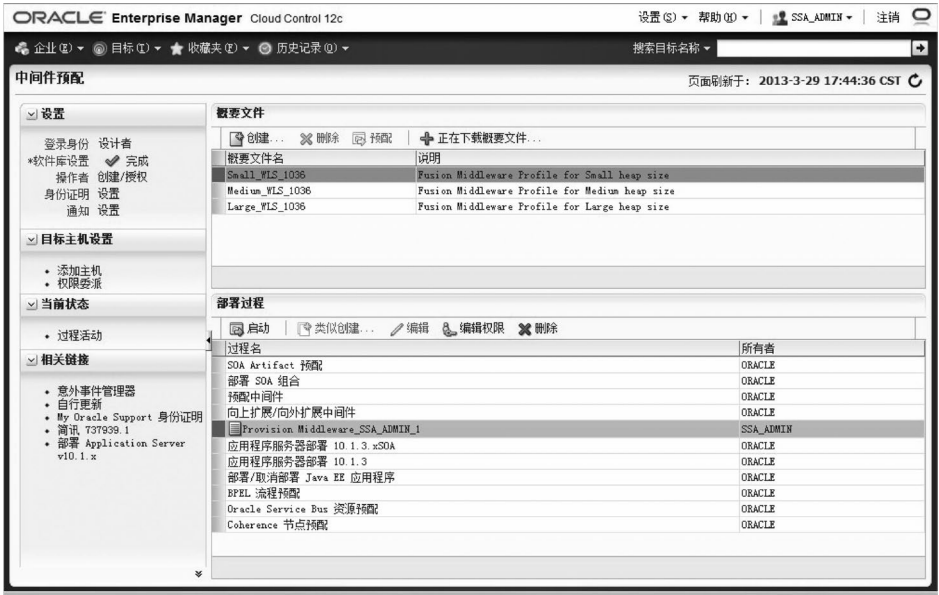 ORACLE Enterprise Manager Cloud Control 12c
设置(S) 帮助(H) SSA_ADMIN 注销
企业(E) 目标(T) 收藏夹(F) 历史记录(O)
搜索目标名称
中间件预配
页面刷新于: 2013-3-29 17:44:36 CST
设置
登录身份 设计者
*软件库设置 完成
操作者 创建/授权
身份证明 设置
通知 设置
目标主机设置
添加主机
权限委派
当前状态
过程活动
相关链接
意外事件管理器
自行更新
My Oracle Support 身份证明
简讯 737939.1
部署 Application Server
v10.1.x
概要文件
创建... 删除 预配 正在下载概要文件...
概要文件名 说明
Small_WLS_1036 Fusion Middleware Profile for Small heap size
Medium_WLS_1036 Fusion Middleware Profile for Medium heap size
Large_WLS_1036 Fusion Middleware Profile for Large heap size
部署过程
启动 类似创建... 编辑 编辑权限 删除
过程名 所有者
SOA Artifact 预配 ORACLE
部署 SOA 组合 ORACLE
预配中间件 ORACLE
向上扩展/向外扩展中间件 ORACLE
Provision Middleware_SSA_ADMIN_1 SSA_ADMIN
应用程序服务器部署 10.1.3.xSOA ORACLE
应用程序服务器部署 10.1.3 ORACLE
部署/取消部署 Java EE 应用程序 ORACLE
BPEL 流程预配 ORACLE
Oracle Service Bus 资源预配 ORACLE
Coherence 节点预配 ORACLE